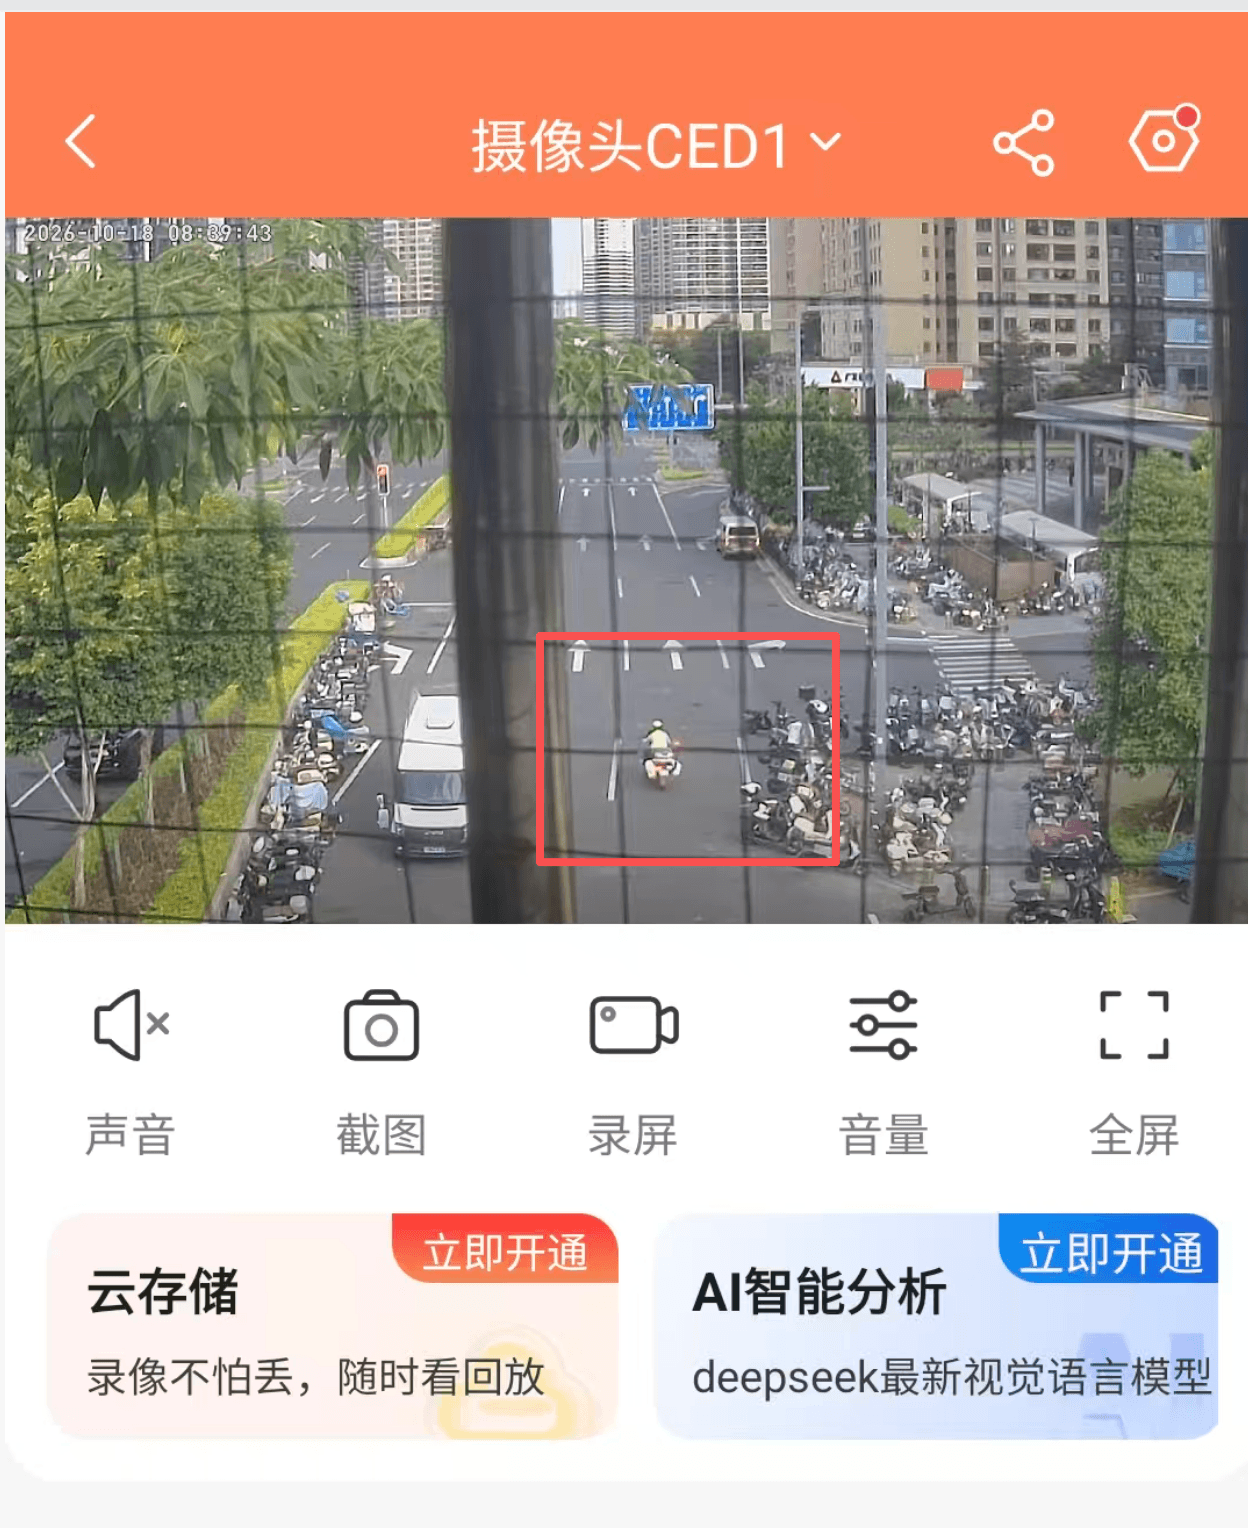 摄像头CED1
2026-10-18 08:39:43
声音
截图
录屏
音量
全屏
立即开通
云存储
录像不怕丢，随时看回放
立即开通
AI智能分析
deepseek最新视觉语言模型